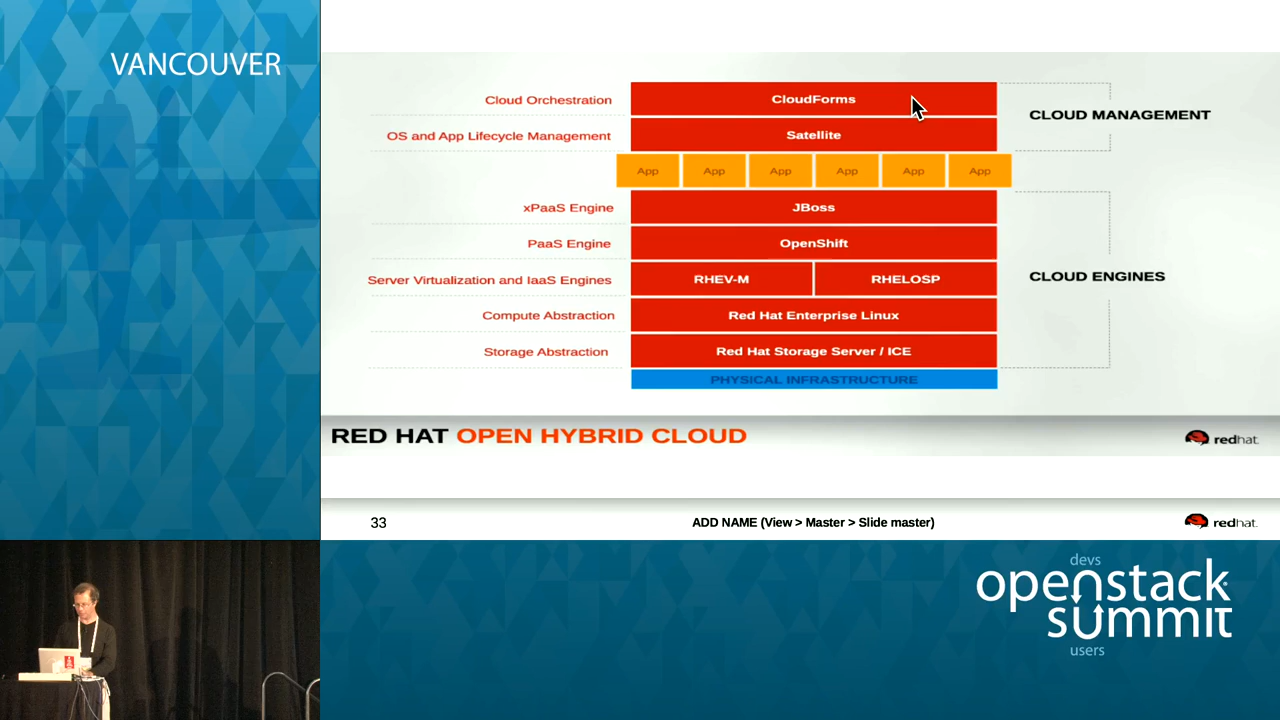 VANCOUVER
Cloud Orchestration
CloudForms
CLOUD MANAGEMENT
OS and App Lifecycle Management
Satellite
App App App App App App
xPaaS Engine
JBoss
PaaS Engine
OpenShift
CLOUD ENGINES
Server Virtualization and IaaS Engines
RHEV-M
RHELOSP
Compute Abstraction
Red Hat Enterprise Linux
Storage Abstraction
Red Hat Storage Server / ICE
PHYSICAL INFRASTRUCTURE
RED HAT OPEN HYBRID CLOUD
redhat.
33
ADD NAME (View > Master > Slide master)
redhat.
devs
openstack
summit
users